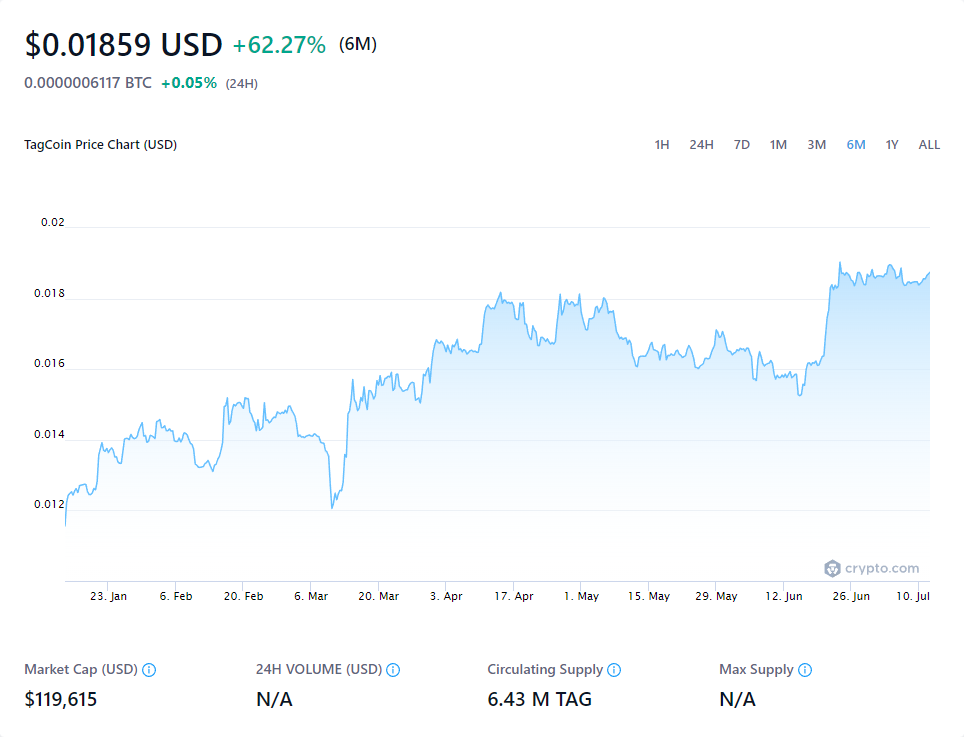 $0.01859 USD +62.27% (6M)
0.0000006117 BTC +0.05% (24H)
TagCoin Price Chart (USD)
1H 24H 7D 1M 3M 6M 1Y ALL
0.02
0.018
0.016
0.014
0.012
crypto.com
23. Jan 6. Feb 20. Feb 6. Mar 20. Mar 3. Apr 17. Apr 1. May 15. May 29. May 12. Jun 26. Jun 10. Jul
Market Cap (USD) 24H VOLUME (USD) Circulating Supply Max Supply
$119,615 N/A 6.43 M TAG N/A